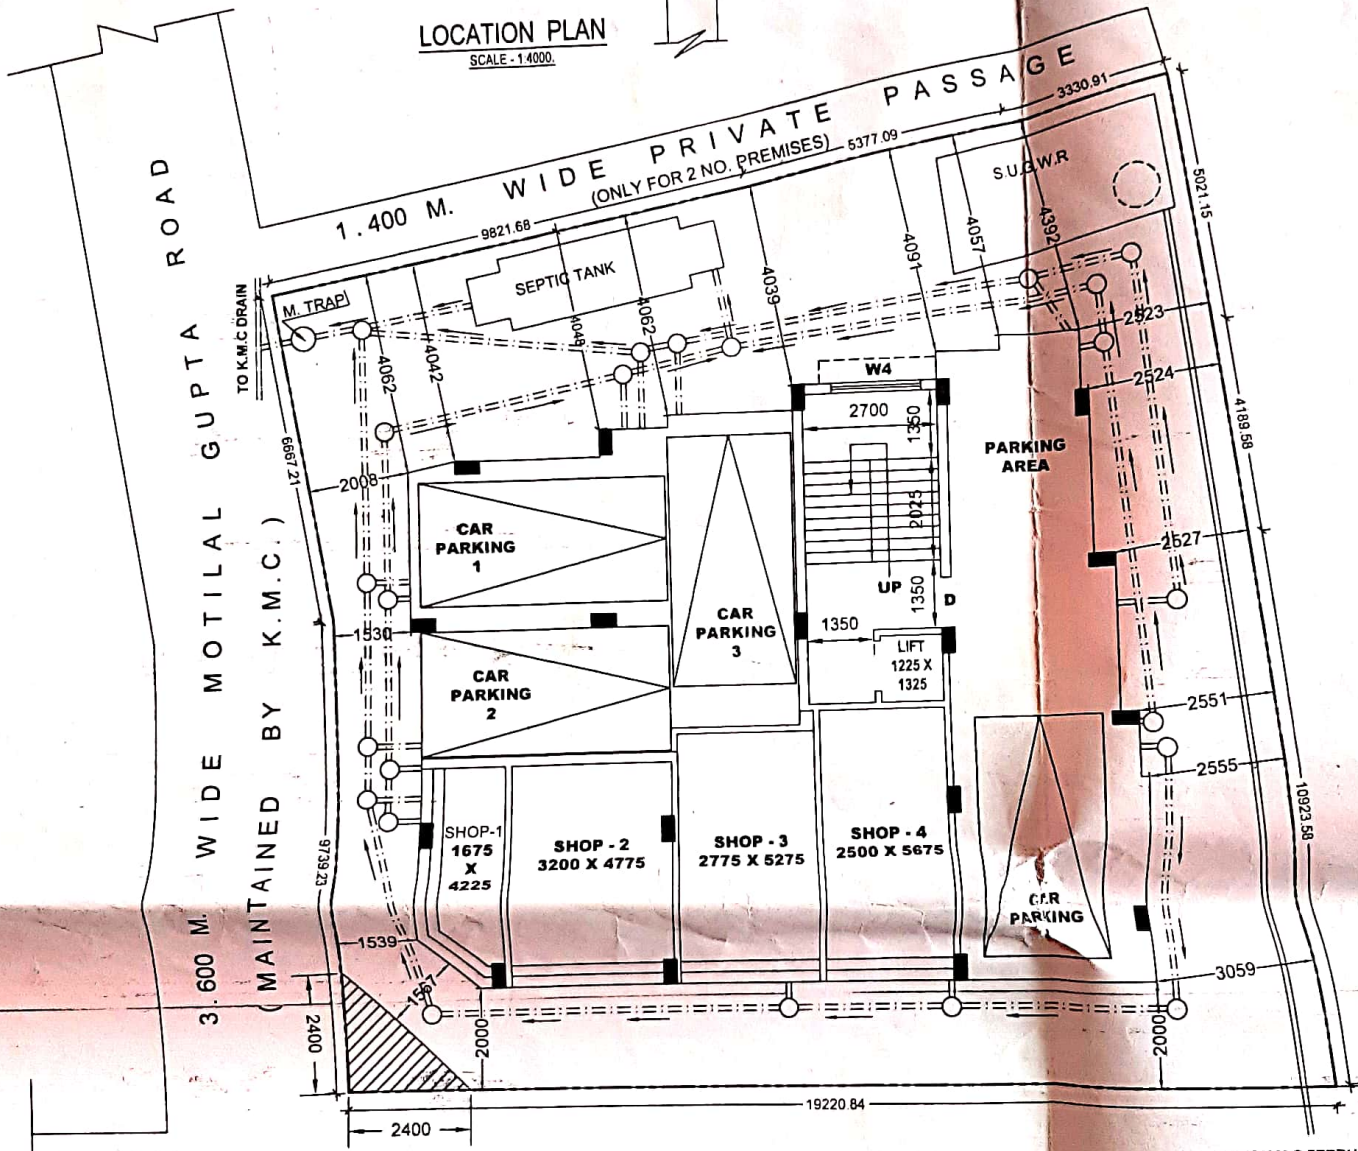 LOCATION PLAN
SCALE - 1:4000.
1.400 M. WIDE PRIVATE PASSAGE
(ONLY FOR 2 NO. PREMISES)
3330.91
5377.09
9821.68
S.U.G.W.R
5021.15
SEPTIC TANK
M. TRAP
TO K.M.C DRAIN
3.600 M. WIDE MOTILAL GUPTA ROAD
(MAINTAINED BY K.M.C.)
4062
4042
4048
4062
4039
4091
4057
4392
2523
2524
4189.58
6667.21
2008
W4
2700
1350
2025
1350
PARKING
AREA
CAR
PARKING
1
2527
UP
D
1350
LIFT
1225 X
1325
CAR
PARKING
3
1530
CAR
PARKING
2
2551
2555
10923.58
9739.23
SHOP-1
1675
X
4225
SHOP - 2
3200 X 4775
SHOP - 3
2775 X 5275
SHOP - 4
2500 X 5675
CAR
PARKING
1539
1567
3059
2400
2000
2000
19220.84
2400